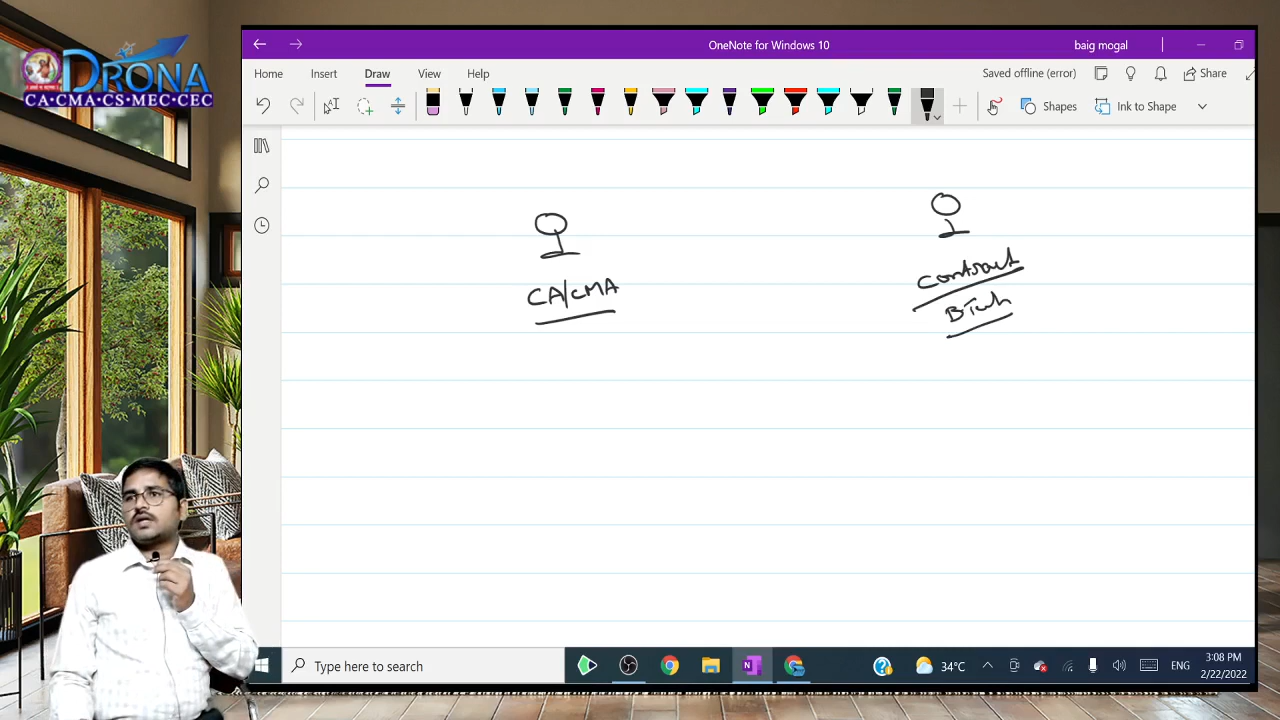 DRONA
CA•CMA•CS•MEC•CEC
OneNote for Windows 10
baig mogal
Home
Insert
Draw
View
Help
Saved offline (error)
Share
Shapes
Ink to Shape
CA/CMA
Contract
BTech
Type here to search
34°C
ENG
3:08 PM
2/22/2022